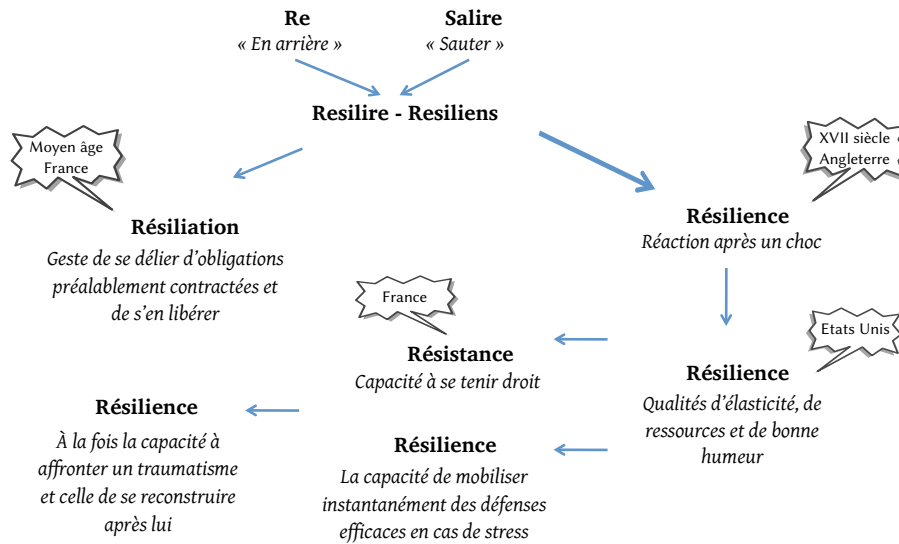 Re
« En arrière »
Salire
« Sauter »
Resilire - Resiliens
Moyen âge
France
XVII siècle
Angleterre
Résiliation
Geste de se délier d’obligations
préalablement contractées et
de s’en libérer
Résilience
Réaction après un choc
France
Etats Unis
Résistance
Capacité à se tenir droit
Résilience
Qualités d’élasticité, de
ressources et de bonne
humeur
Résilience
À la fois la capacité à
affronter un traumatisme
et celle de se reconstruire
après lui
Résilience
La capacité de mobiliser
instantanément des défenses
efficaces en cas de stress